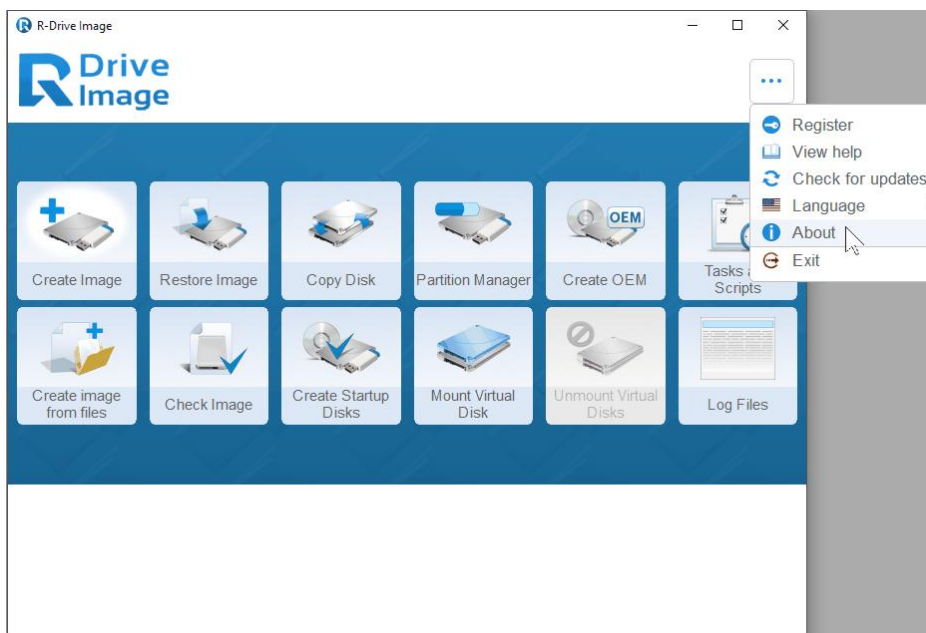 R-Drive Image
R Drive
Image
Register
View help
Check for updates
Language
About
Exit
Create Image
Restore Image
Copy Disk
Partition Manager
OEM
Create OEM
Tasks
Scripts
Create image
from files
Check Image
Create Startup
Disks
Mount Virtual
Disk
Unmount Virtual
Disks
Log Files